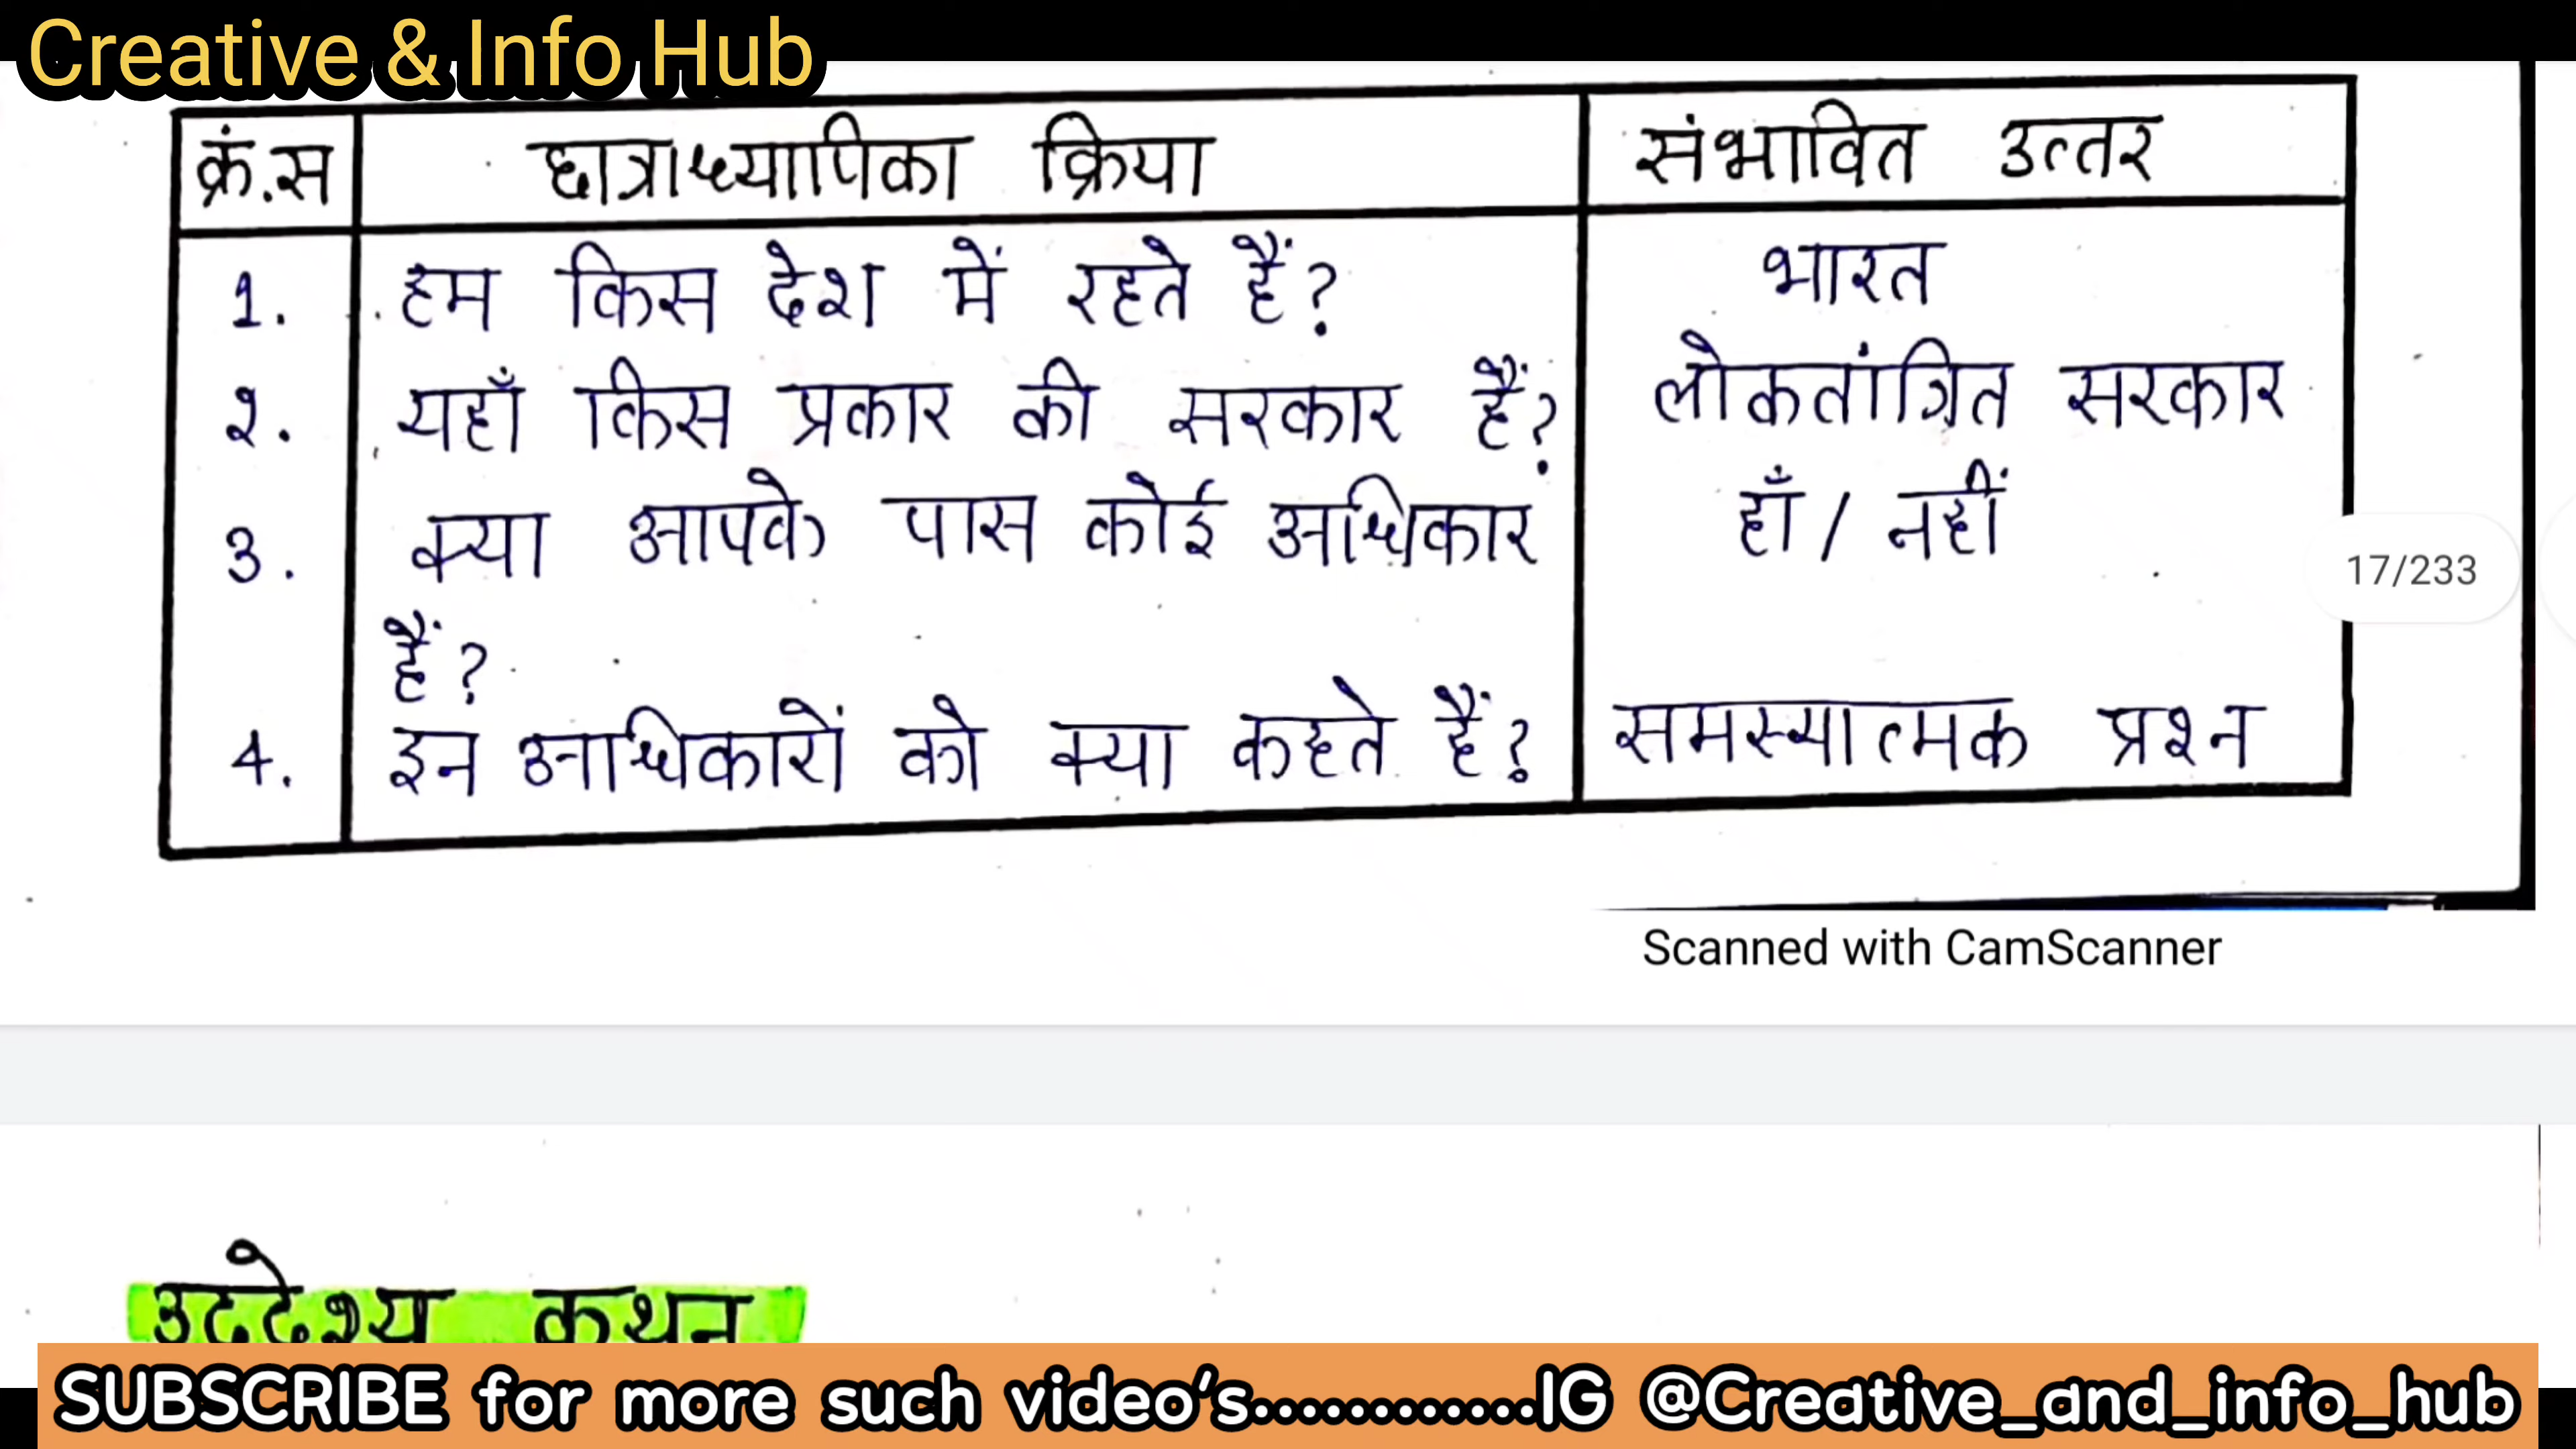 Creative & Info Hub
क्रं.स छात्राध्यापिका क्रिया संभावित उत्तर
1. हम किस देश में रहते हैं? भारत
२. यहाँ किस प्रकार की सरकार हैं? लोकतांत्रित सरकार
3. क्या आपके पास कोई अधिकार हाँ / नहीं
हैं?
4. इन अधिकारों को क्या कहते हैं? समस्यात्मक प्रश्न
17/233
Scanned with CamScanner
उददेश्य कथन
SUBSCRIBE for more such video's............IG @Creative_and_info_hub